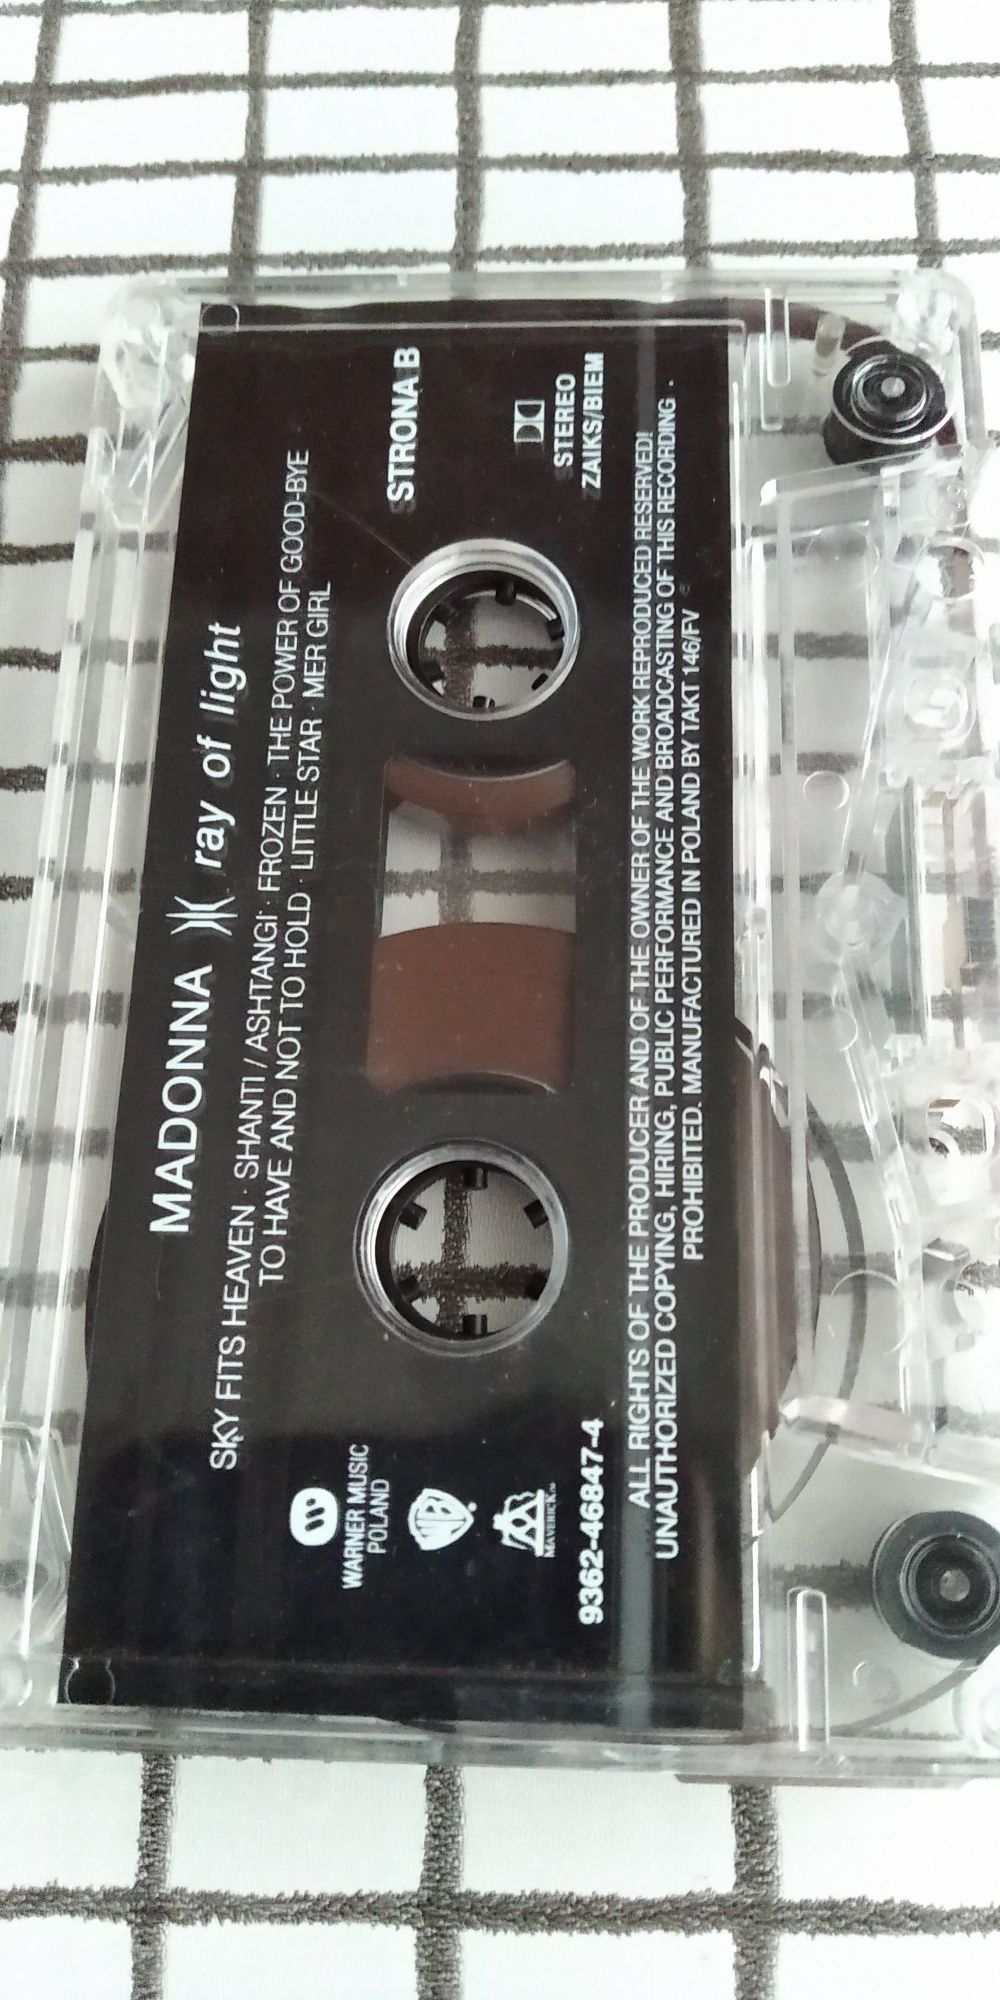 MADONNA ray of light
SKY FITS HEAVEN · SHANTI / ASHTANGI · FROZEN · THE POWER OF GOOD-BYE
TO HAVE AND NOT TO HOLD · LITTLE STAR · MER GIRL
STRONA B
WARNER MUSIC
POLAND
WB
MAVERICK
9362-46847-4
STEREO
ZAIKS/BIEM
ALL RIGHTS OF THE PRODUCER AND OF THE OWNER OF THE WORK REPRODUCED RESERVED!
UNAUTHORIZED COPYING, HIRING, PUBLIC PERFORMANCE AND BROADCASTING OF THIS RECORDING .
PROHIBITED. MANUFACTURED IN POLAND BY TAKT 146/FV